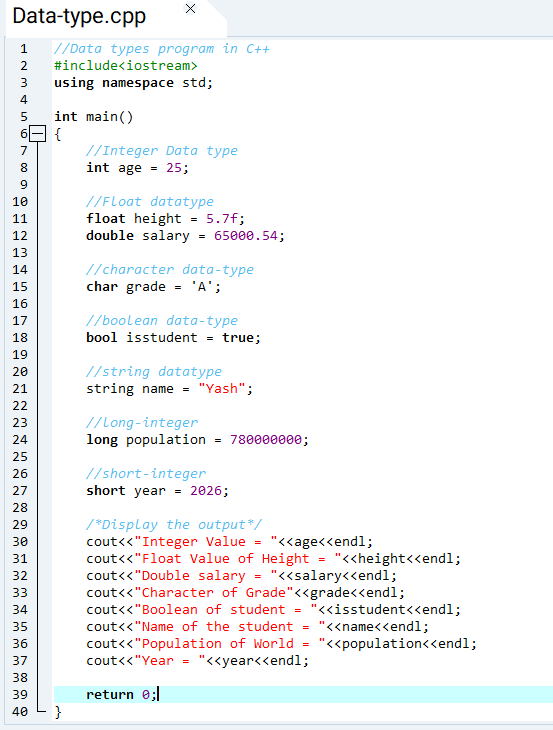 Data-type.cpp ×
1 //Data types program in C++
2 #include<iostream>
3 using namespace std;
4
5 int main()
6 {
7     //Integer Data type
8     int age = 25;
9
10     //Float datatype
11     float height = 5.7f;
12     double salary = 65000.54;
13
14     //character data-type
15     char grade = 'A';
16
17     //boolean data-type
18     bool isstudent = true;
19
20     //string datatype
21     string name = "Yash";
22
23     //long-integer
24     long population = 780000000;
25
26     //short-integer
27     short year = 2026;
28
29     /*Display the output*/
30     cout<<"Integer Value = "<<age<<endl;
31     cout<<"Float Value of Height = "<<height<<endl;
32     cout<<"Double salary = "<<salary<<endl;
33     cout<<"Character of Grade"<<grade<<endl;
34     cout<<"Boolean of student = "<<isstudent<<endl;
35     cout<<"Name of the student = "<<name<<endl;
36     cout<<"Population of World = "<<population<<endl;
37     cout<<"Year = "<<year<<endl;
38
39     return 0;
40 }